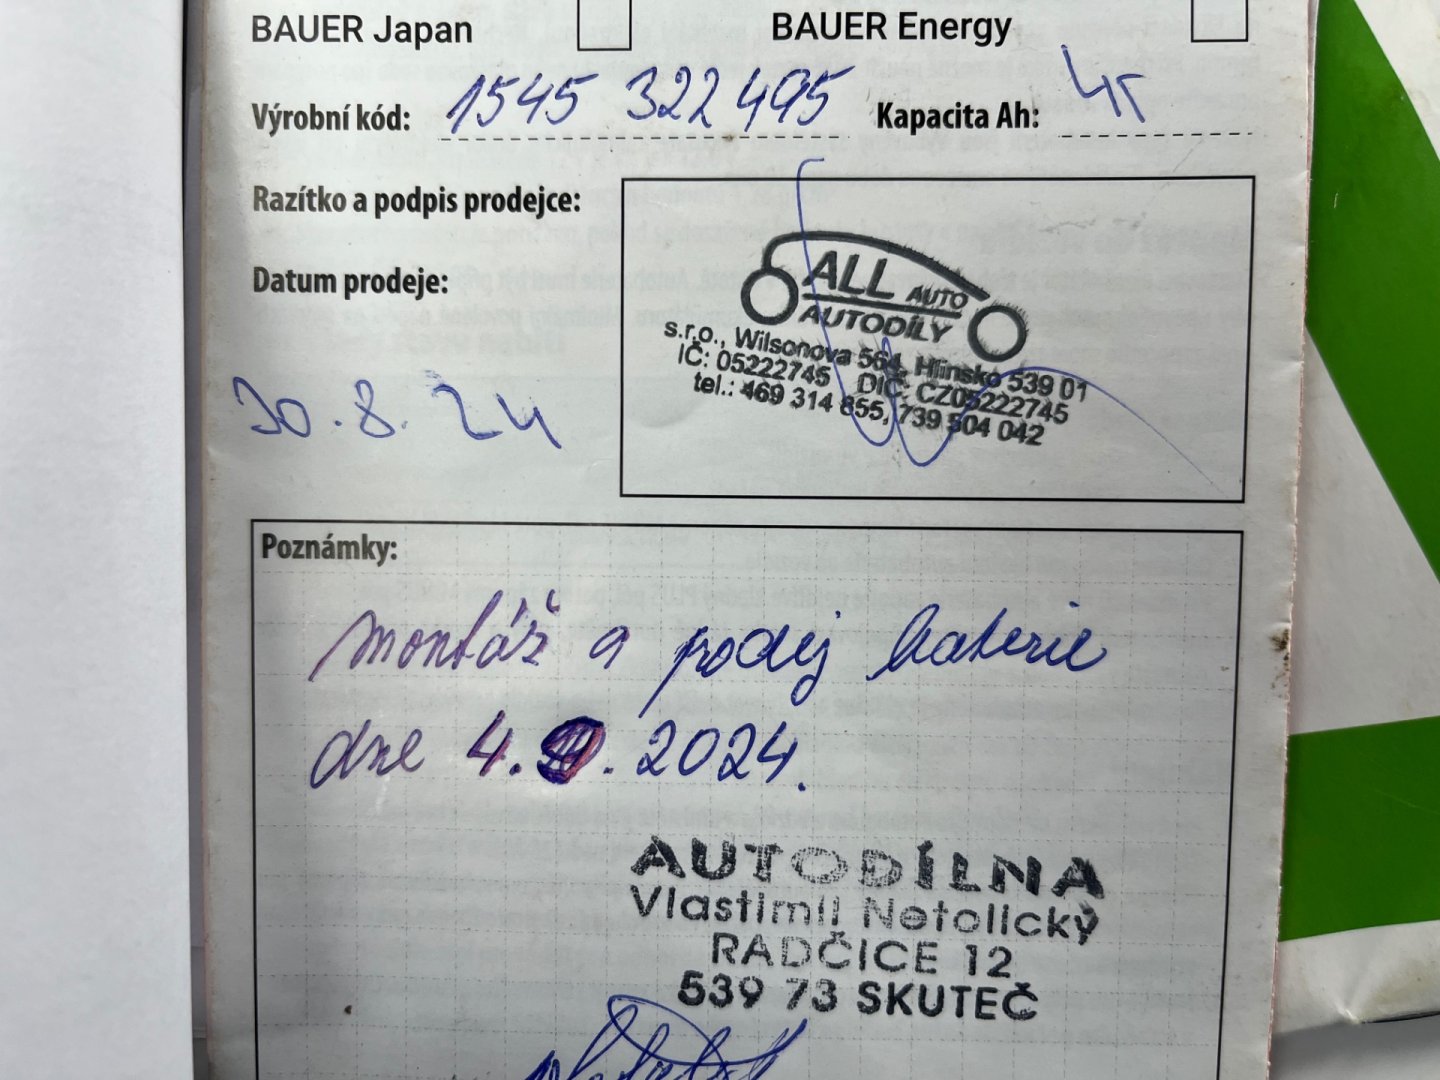 BAUER Japan BAUER Energy
Výrobní kód: 1545 322 495 Kapacita Ah: 45
Razítko a podpis prodejce:
Datum prodeje:
ALL AUTO
AUTODÍLY
s.r.o., Wilsonova 564, Hlinsko 539 01
IČ: 05222745 DIČ: CZ05222745
tel.: 469 314 855, 739 504 042
30.8.24
Poznámky:
montáž a prodej baterie
dne 4.9.2024.
AUTODÍLNA
Vlastimil Netolický
RADČICE 12
539 73 SKUTEČ